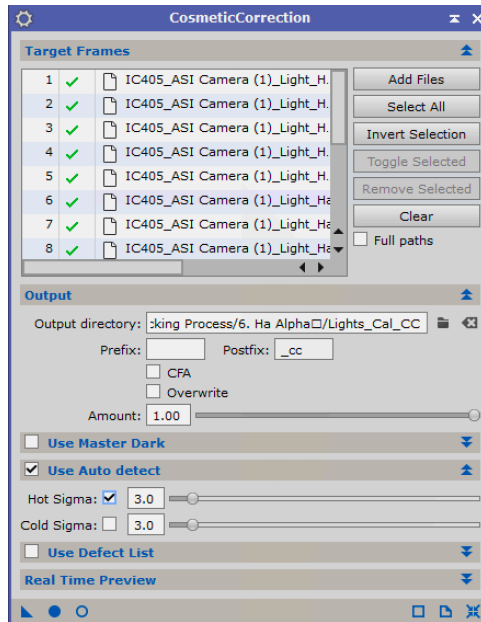 CosmeticCorrection
Target Frames
1 IC405_ASI Camera (1)_Light_H. Add Files
2 IC405_ASI Camera (1)_Light_H. Select All
3 IC405_ASI Camera (1)_Light_H. Invert Selection
4 IC405_ASI Camera (1)_Light_H. Toggle Selected
5 IC405_ASI Camera (1)_Light_H. Remove Selected
6 IC405_ASI Camera (1)_Light_Ha Clear
7 IC405_ASI Camera (1)_Light_Ha Full paths
8 IC405_ASI Camera (1)_Light_Ha
Output
Output directory: :king Process/6. Ha Alpha□/Lights_Cal_CC
Prefix: Postfix: _cc
CFA
Overwrite
Amount: 1.00
Use Master Dark
Use Auto detect
Hot Sigma: 3.0
Cold Sigma: 3.0
Use Defect List
Real Time Preview